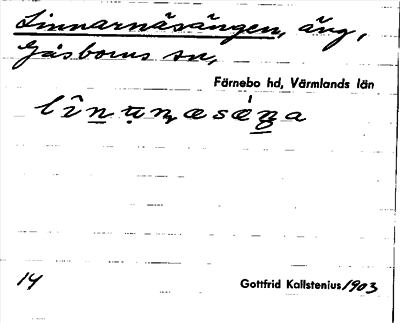 Linnarnäsängen, äng,
Gåsborns sn,
Färnebo hd, Värmlands län
14
Gottfrid Kallstenius 1903